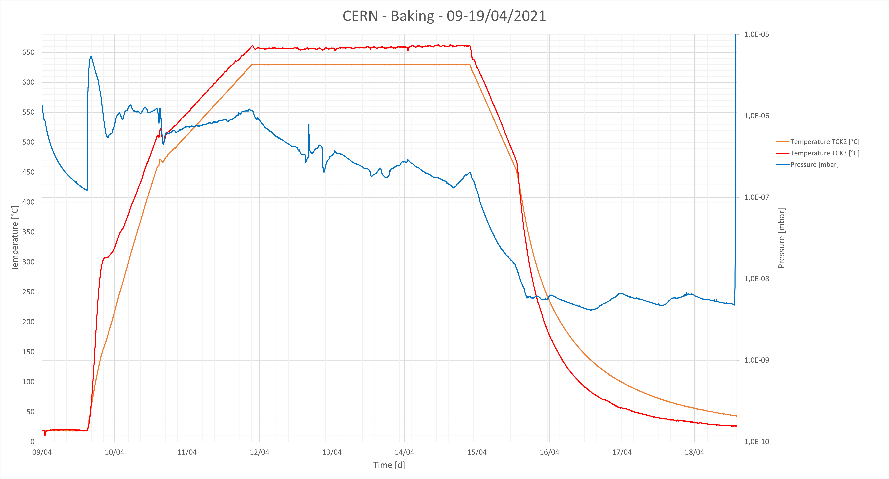 CERN - Baking - 09-19/04/2021
650
600
550
500
450
400
350
300
250
200
150
100
50
0
Temperature [°C]
09/04
10/04
11/04
12/04
13/04
14/04
15/04
16/04
17/04
18/04
Time [d]
1.0E-05
1.0E-06
1.0E-07
1,0E-08
1.0E-09
1,0E-10
Pressure [mbar]
Temperature [°C]
Temperature [°C]
Pressure [mbar]